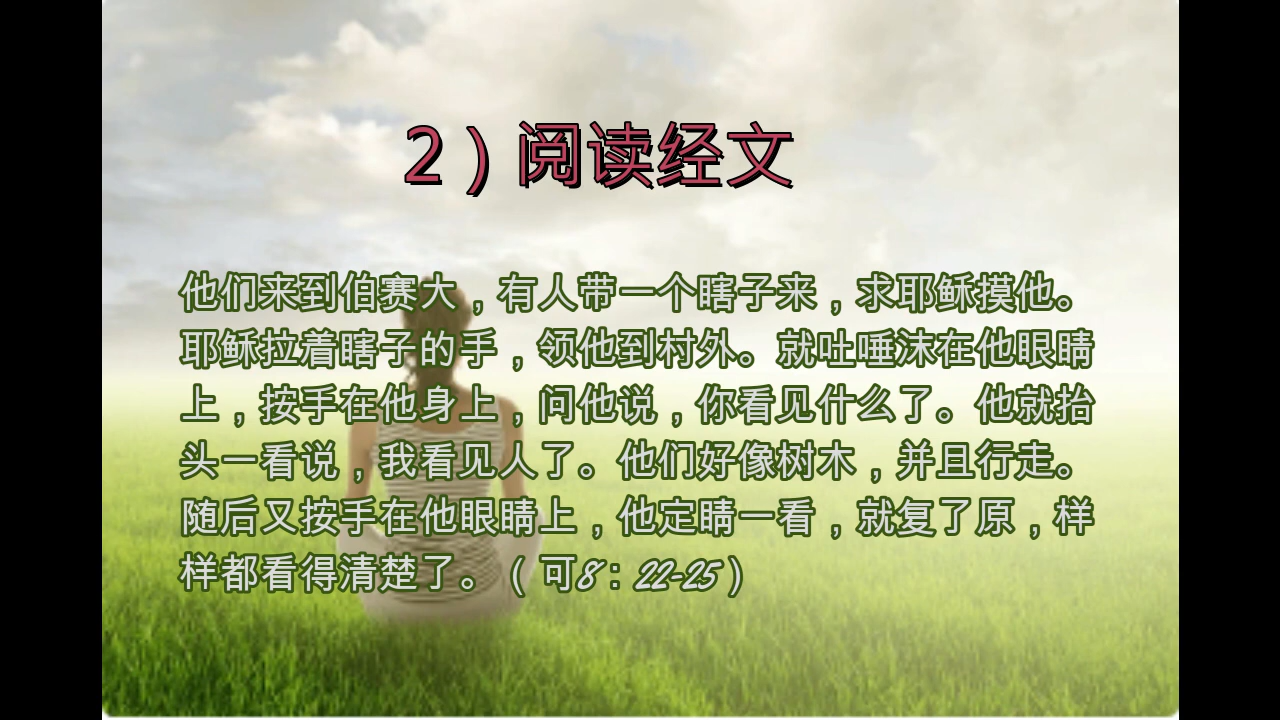 2）阅读经文
他们来到伯赛大，有人带一个瞎子来，求耶稣摸他。
耶稣拉着瞎子的手，领他到村外。就吐唾沫在他眼睛
上，按手在他身上，问他说，你看见什么了。他就抬
头一看说，我看见人了。他们好像树木，并且行走。
随后又按手在他眼睛上，他定睛一看，就复了原，样
样都看得清楚了。（可8：22-25）